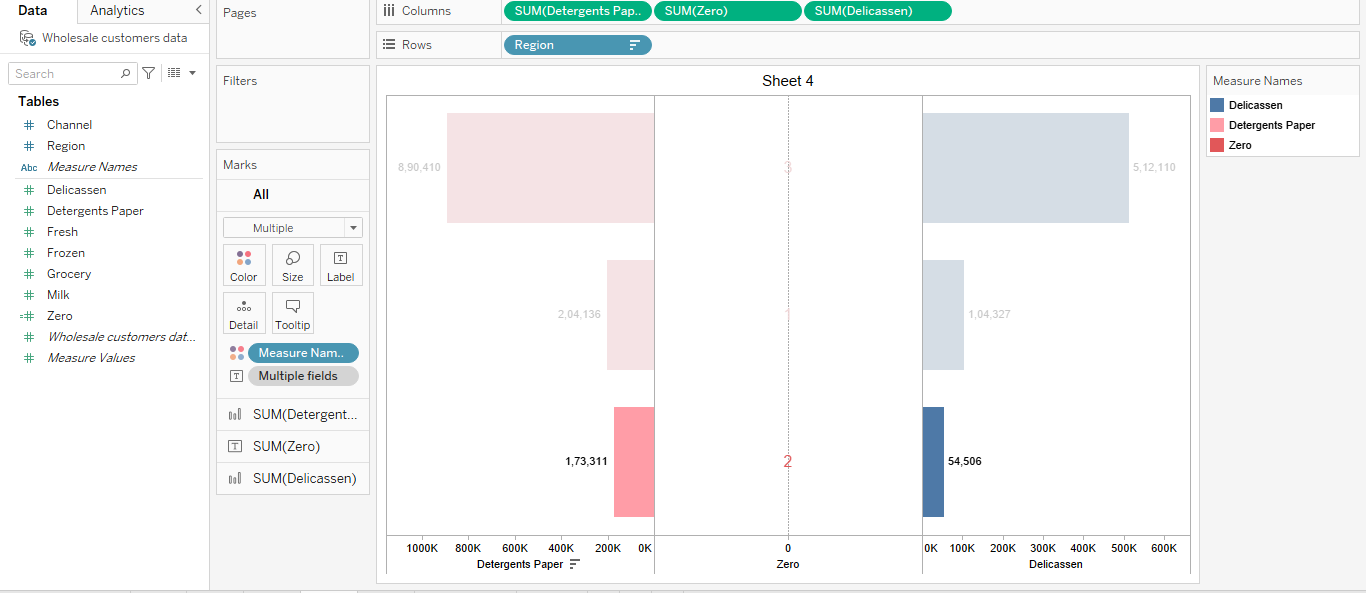 Data
Analytics
Wholesale customers data
Search
Tables
Channel
Region
Abc Measure Names
Delicassen
Detergents Paper
Fresh
Frozen
Grocery
Milk
Zero
Wholesale customers dat...
Measure Values
Pages
Filters
Marks
All
Multiple
Color Size Label
Detail Tooltip
Measure Nam..
Multiple fields
SUM(Detergent...
SUM(Zero)
SUM(Delicassen)
Columns SUM(Detergents Pap.. SUM(Zero) SUM(Delicassen)
Rows Region
Sheet 4
8,90,410 3 5,12,110
2,04,136 1 1,04,327
1,73,311 2 54,506
1000K 800K 600K 400K 200K 0K 0 0K 100K 200K 300K 400K 500K 600K
Detergents Paper Zero Delicassen
Measure Names
Delicassen
Detergents Paper
Zero